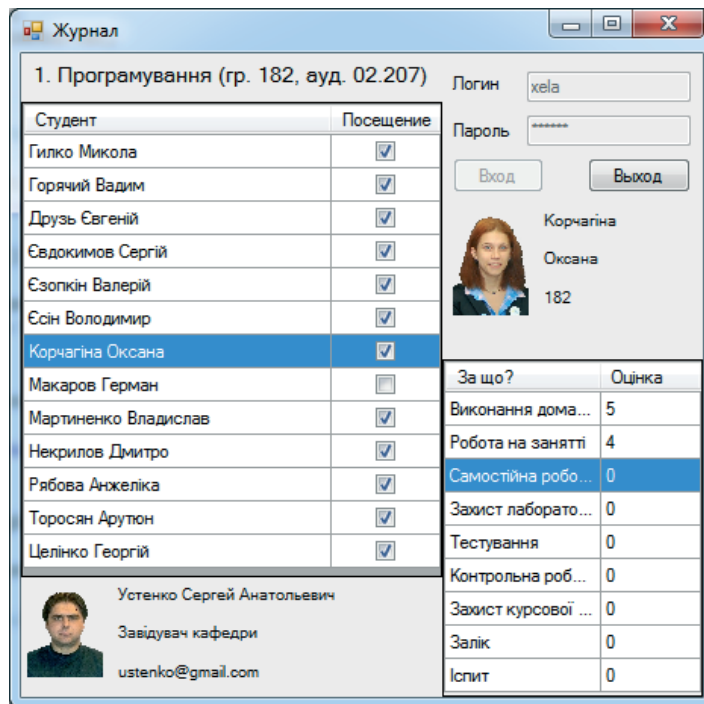 Журнал
1. Програмування (гр. 182, ауд. 02.207)
Студент Посещение
Гилко Микола
Горячий Вадим
Друзь Євгеній
Євдокимов Сергій
Єзопкін Валерій
Єсін Володимир
Корчагіна Оксана
Макаров Герман
Мартиненко Владислав
Некрилов Дмитро
Рябова Анжеліка
Торосян Арутюн
Целінко Георгій
Устенко Сергей Анатольевич
Завідувач кафедри
ustenko@gmail.com
Логин xela
Пароль ******
Вход Выход
Корчагіна
Оксана
182
За що? Оцінка
Виконання дома... 5
Робота на занятті 4
Самостійна робо... 0
Захист лаборато... 0
Тестування 0
Контрольна роб... 0
Захист курсової ... 0
Залік 0
Іспит 0